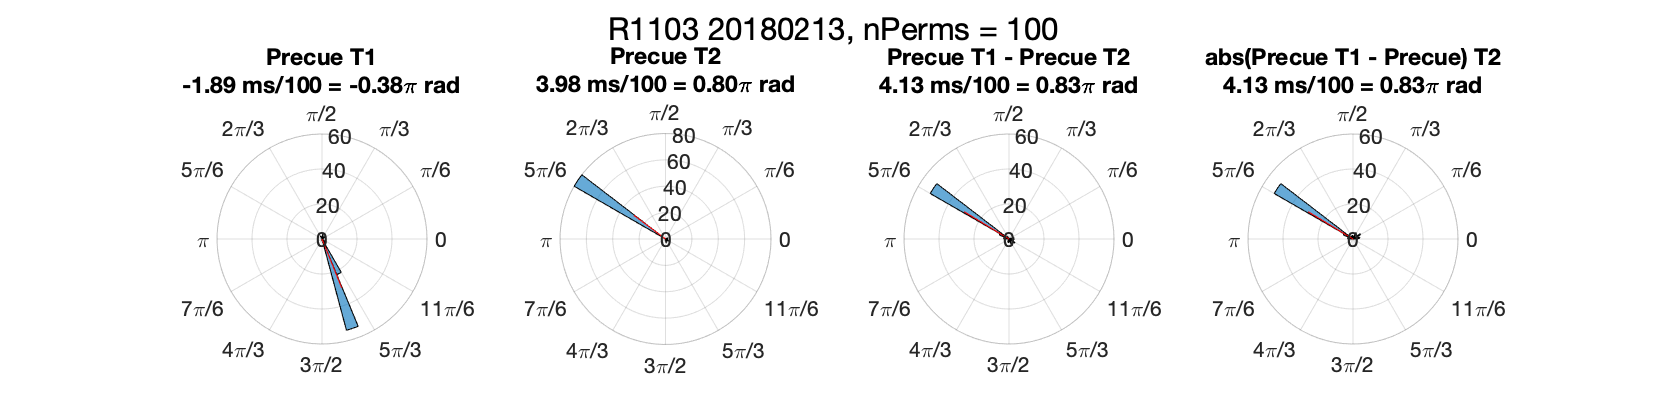 R1103 20180213, nPerms = 100
Precue T1
-1.89 ms/100 = -0.38π rad
π/2
2π/3
60
π/3
5π/6
40
π/6
20
π
0
0
7π/6
11π/6
4π/3
5π/3
3π/2
Precue T2
3.98 ms/100 = 0.80π rad
π/2
2π/3
80
π/3
60
5π/6
π/6
40
20
π
0
0
7π/6
11π/6
4π/3
5π/3
3π/2
Precue T1 - Precue T2
4.13 ms/100 = 0.83π rad
π/2
2π/3
60
π/3
5π/6
40
π/6
20
π
0
0
7π/6
11π/6
4π/3
5π/3
3π/2
abs(Precue T1 - Precue) T2
4.13 ms/100 = 0.83π rad
π/2
2π/3
60
π/3
5π/6
40
π/6
20
π
0
0
7π/6
11π/6
4π/3
5π/3
3π/2